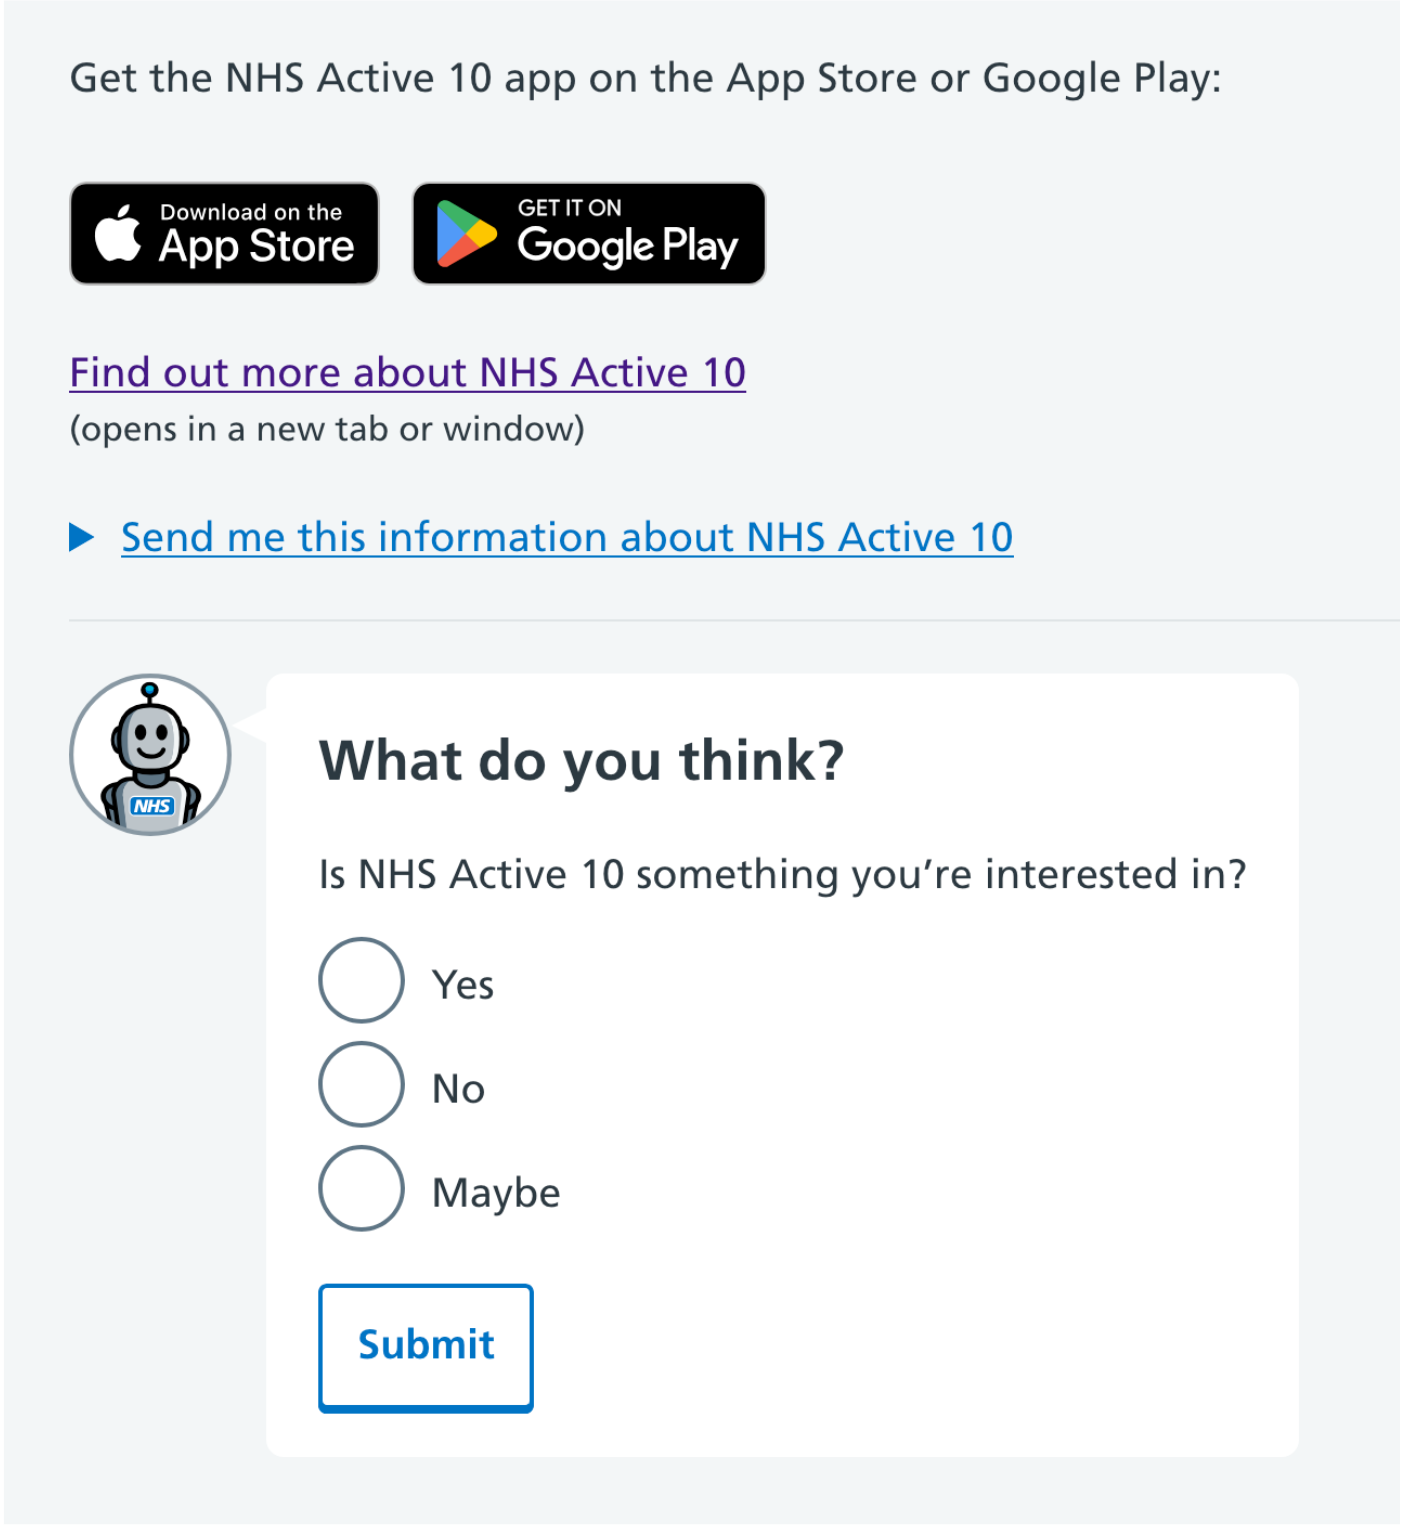 Get the NHS Active 10 app on the App Store or Google Play:
Download on the
App Store
GET IT ON
Google Play
Find out more about NHS Active 10
(opens in a new tab or window)
Send me this information about NHS Active 10
NHS
What do you think?
Is NHS Active 10 something you’re interested in?
Yes
No
Maybe
Submit